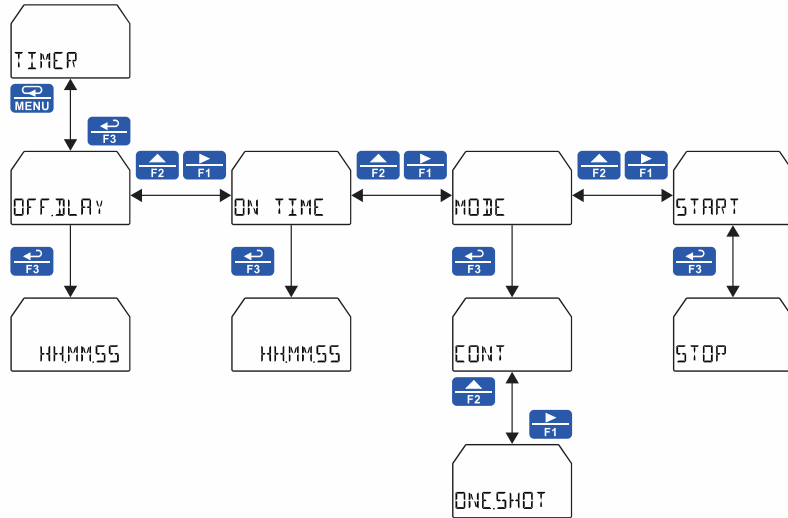 TIMER
MENU
F3
F2 F1
F2 F1
F2 F1
OFF.DLAY
ON TIME
MODE
START
F3
F3
F3
F3
HH.MM.SS
HH.MM.SS
CONT
STOP
F2
F1
ONE.SHOT